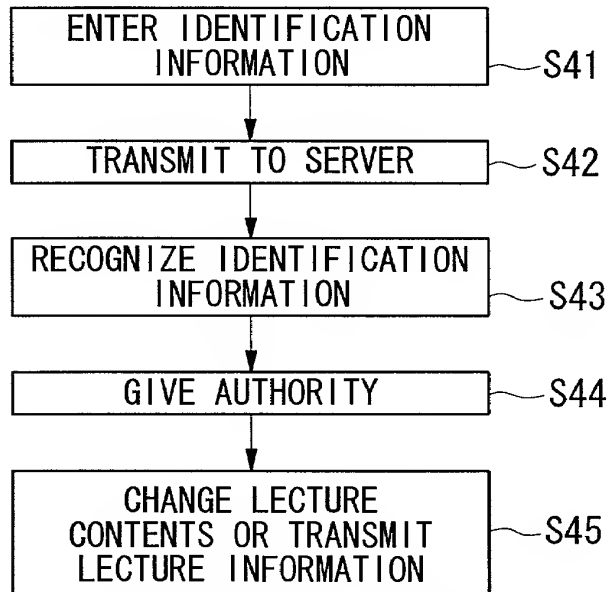 ENTER IDENTIFICATION
INFORMATION
S41
TRANSMIT TO SERVER
S42
RECOGNIZE IDENTIFICATION
INFORMATION
S43
GIVE AUTHORITY
S44
CHANGE LECTURE
CONTENTS OR TRANSMIT
LECTURE INFORMATION
S45